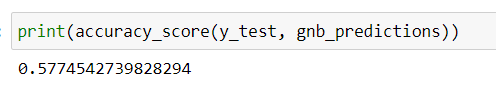 print(accuracy_score(y_test, gnb_predictions))
0.5774542739828294